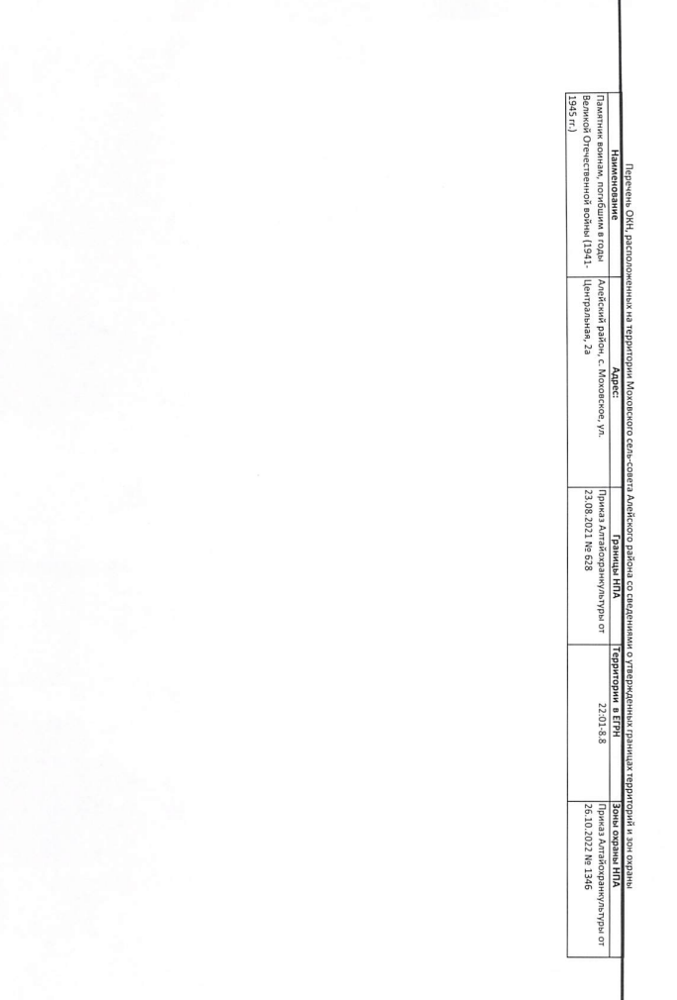 Перечень ОКН, расположенных на территории Моховского сель-совета Алейского района со сведениями о утвержденных границах территорий и зон охраны
Наименование
Адрес:
Границы НПА
Территории в ЕГРН
Зоны охраны НПА
Памятник воинам, погибшим в годы
Великой Отечественной войны (1941-
1945 гг.)
Алейский район, с. Моховское, ул.
Центральная, 2а
Приказ Алтайохранкультуры от
23.08.2021 № 628
22:01-8.8
Приказ Алтайохранкультуры от
26.10.2022 № 1346